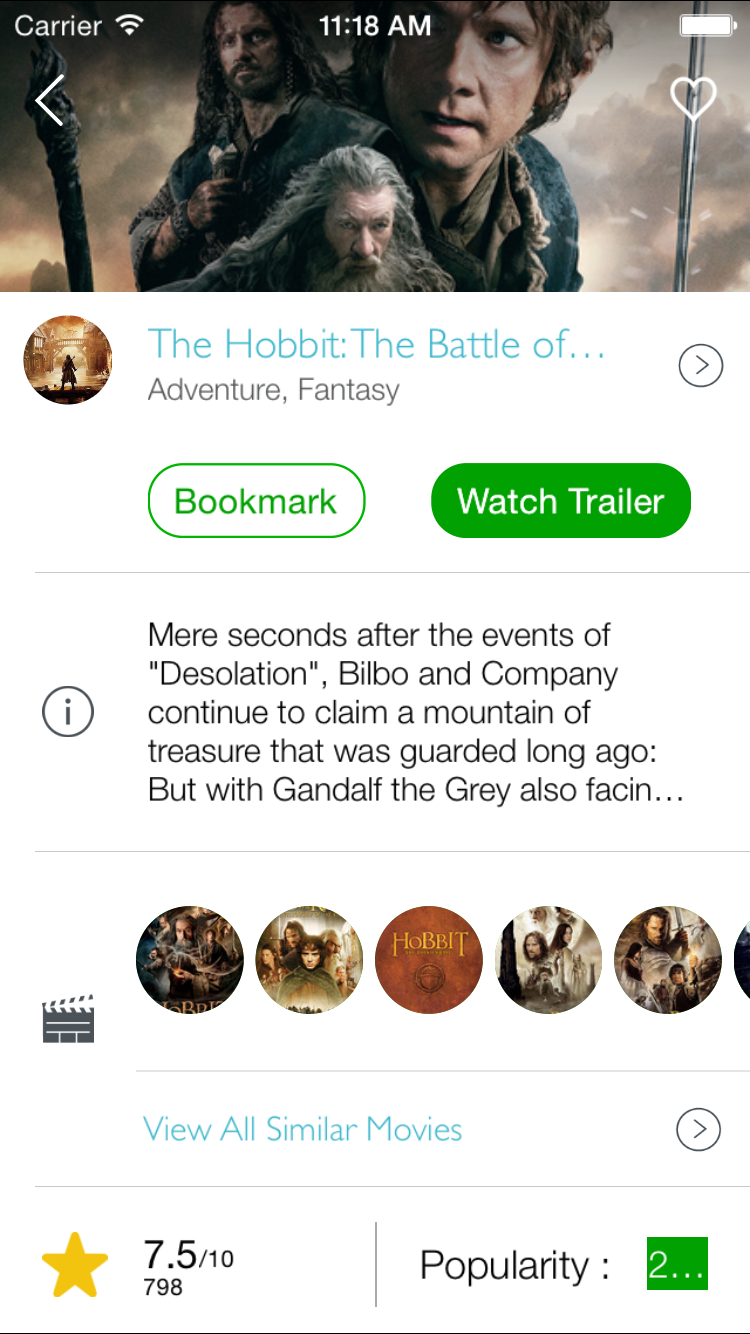 Carrier 11:18 AM
The Hobbit: The Battle of…
Adventure, Fantasy
Bookmark Watch Trailer
Mere seconds after the events of
"Desolation", Bilbo and Company
continue to claim a mountain of
treasure that was guarded long ago:
But with Gandalf the Grey also facin…
HOBBIT
View All Similar Movies
7.5/10
798
Popularity : 2…